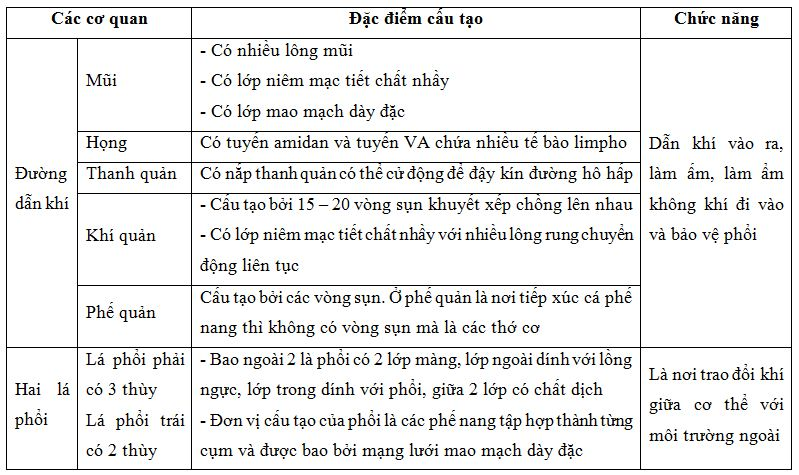 Các cơ quan
Đặc điểm cấu tạo
Chức năng
Đường
dẫn khí
Mũi
- Có nhiều lông mũi
- Có lớp niêm mạc tiết chất nhầy
- Có lớp mao mạch dày đặc
Họng
Có tuyến amidan và tuyến VA chứa nhiều tế bào limpho
Thanh quản
Có nắp thanh quản có thể cử động để đậy kín đường hô hấp
Khí quản
- Cấu tạo bởi 15 – 20 vòng sụn khuyết xếp chồng lên nhau
- Có lớp niêm mạc tiết chất nhầy với nhiều lông rung chuyển
động liên tục
Phế quản
Cấu tạo bởi các vòng sụn. Ở phế quản là nơi tiếp xúc cá phế
nang thì không có vòng sụn mà là các thớ cơ
Dẫn khí vào ra,
làm ấm, làm ẩm
không khí đi vào
và bảo vệ phổi
Hai lá
phổi
Lá phổi phải
có 3 thùy
Lá phổi trái
có 2 thùy
- Bao ngoài 2 là phổi có 2 lớp màng, lớp ngoài dính với lồng
ngực, lớp trong dính với phổi, giữa 2 lớp có chất dịch
- Đơn vị cấu tạo của phổi là các phế nang tập hợp thành từng
cụm và được bao bởi mạng lưới mao mạch dày đặc
Là nơi trao đổi khí
giữa cơ thể với
môi trường ngoài